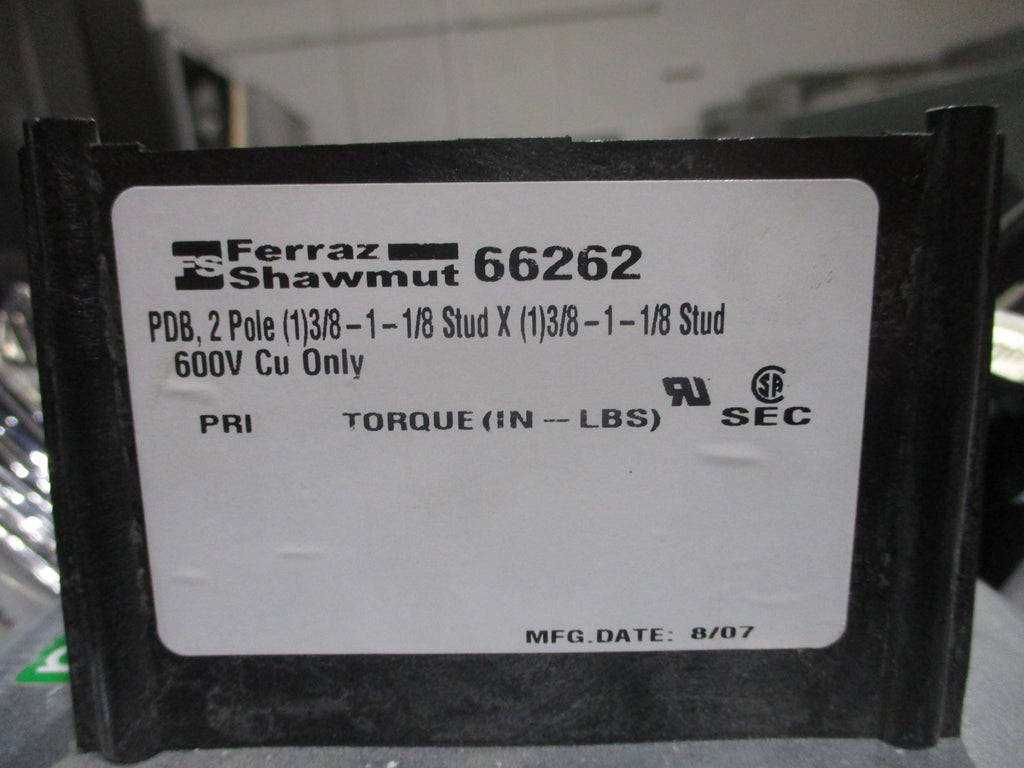 FS Ferraz Shawmut 66262
PDB, 2 Pole (1)3/8-1-1/8 Stud X (1)3/8-1-1/8 Stud
600V Cu Only
PRI TORQUE (IN -- LBS) SEC
MFG.DATE: 8/07